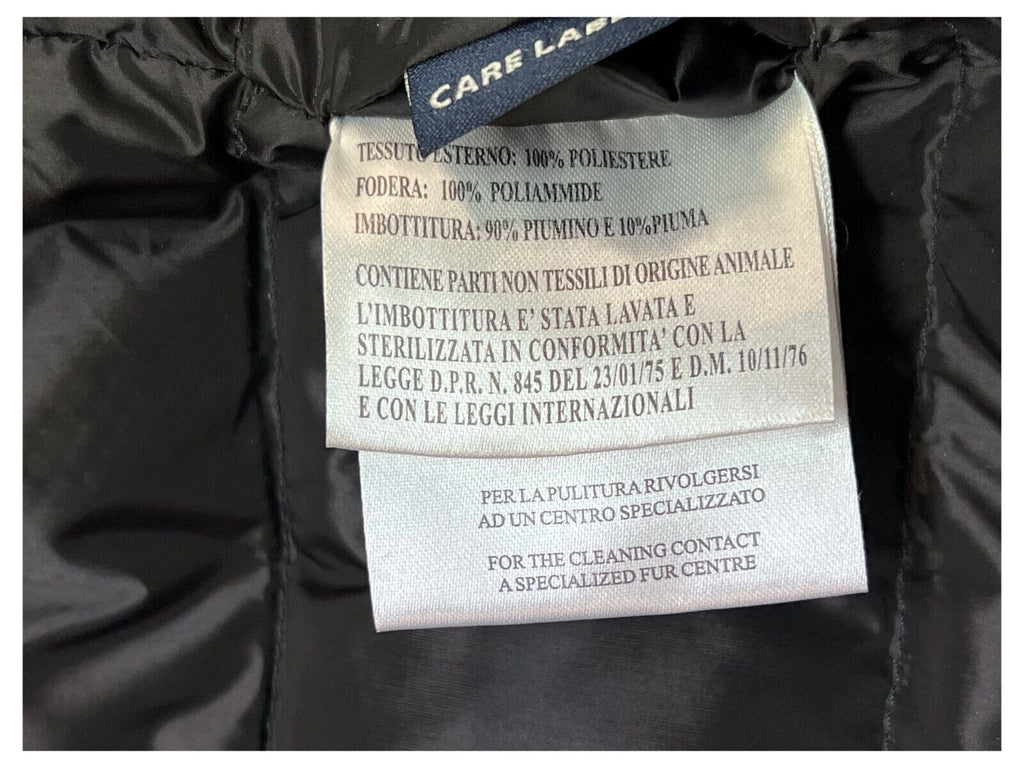 CARE LABE
TESSUTO ESTERNO: 100% POLIESTERE
FODERA: 100% POLIAMMIDE
IMBOTTITURA: 90% PIUMINO E 10%PIUMA
CONTIENE PARTI NON TESSILI DI ORIGINE ANIMALE
L'IMBOTTITURA E' STATA LAVATA E
STERILIZZATA IN CONFORMITA' CON LA
LEGGE D.P.R. N. 845 DEL 23/01/75 E D.M. 10/11/76
E CON LE LEGGI INTERNAZIONALI
PER LA PULITURA RIVOLGERSI
AD UN CENTRO SPECIALIZZATO
FOR THE CLEANING CONTACT
A SPECIALIZED FUR CENTRE